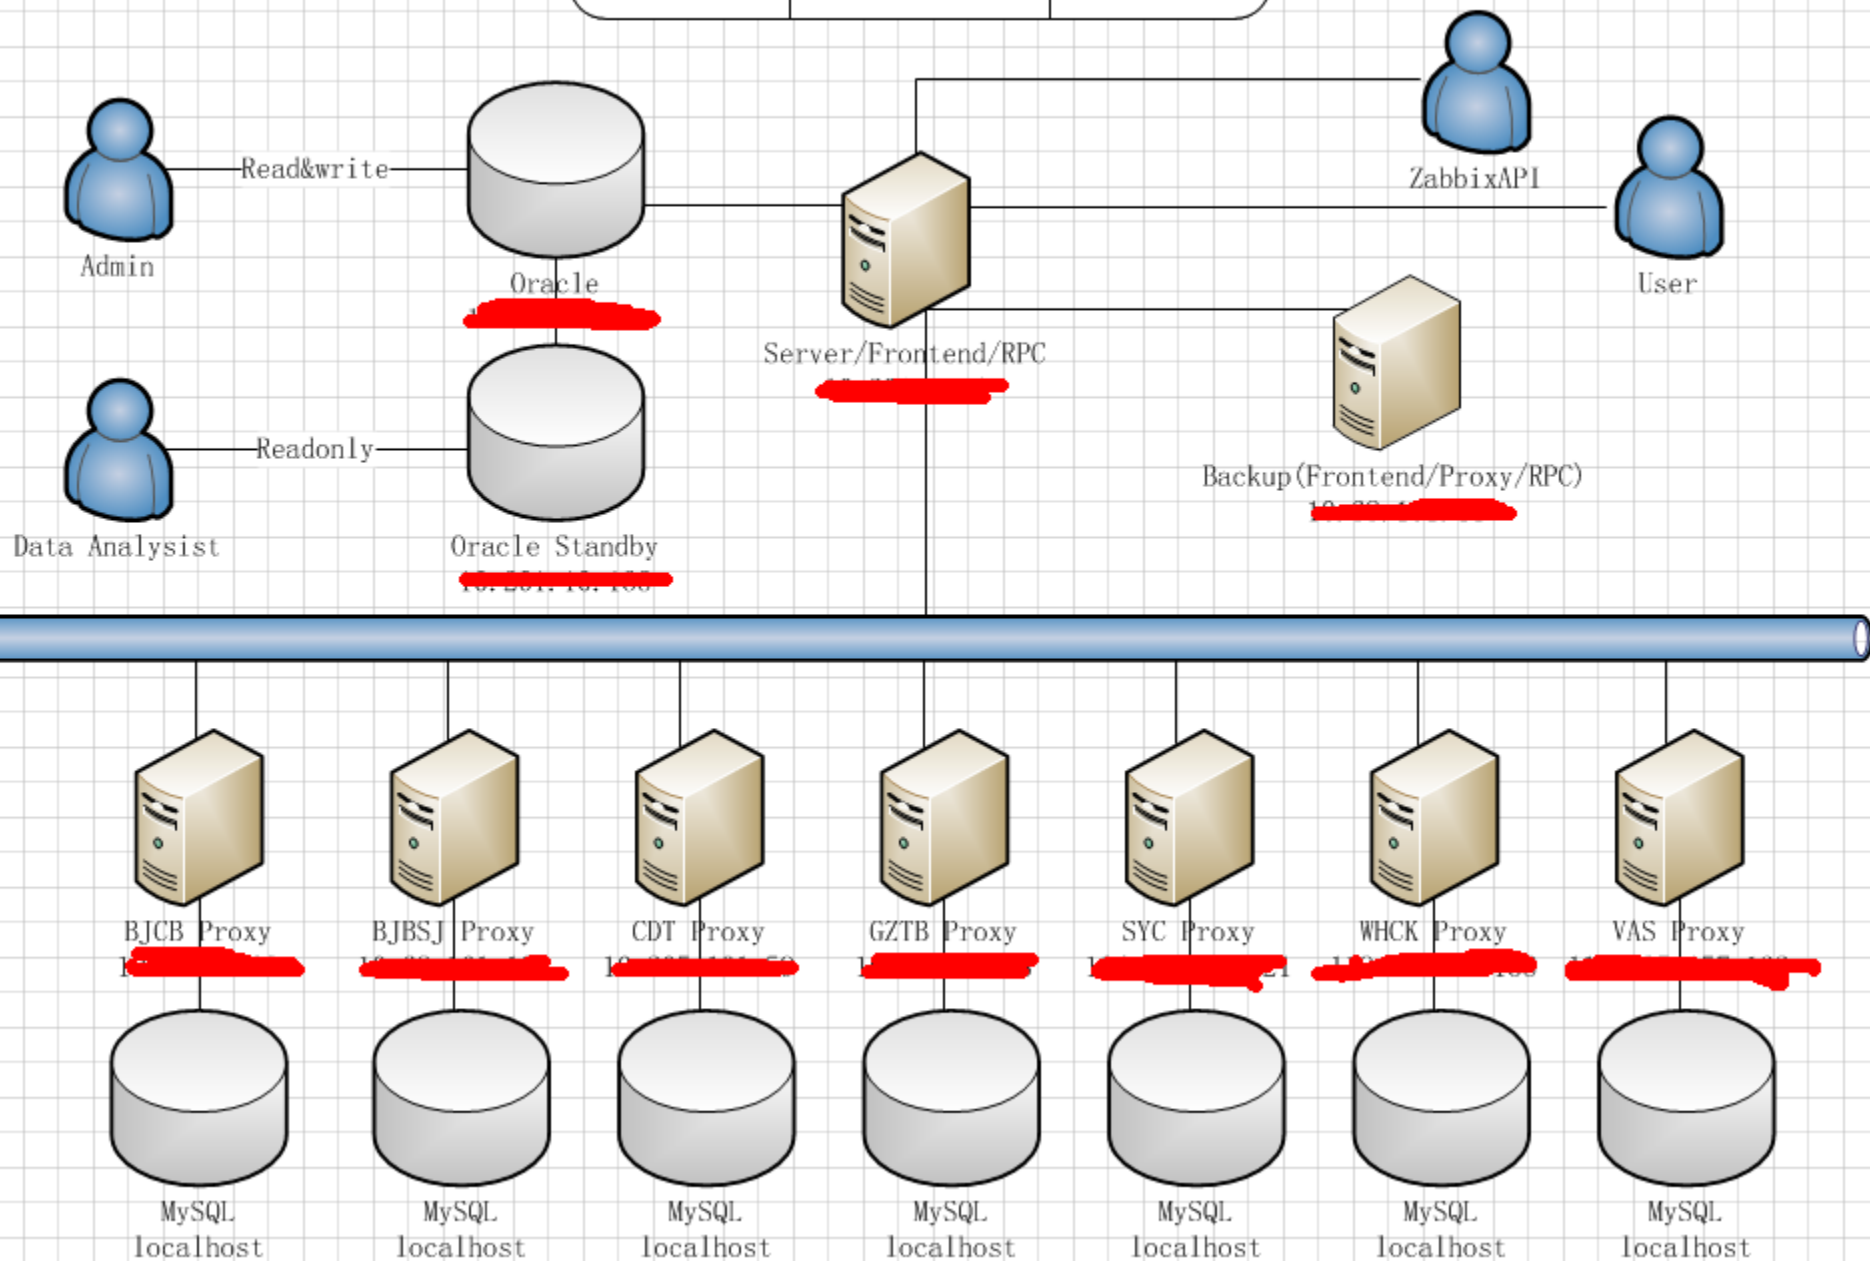 ZabbixAPI
Read&write
Admin
Oracle
User
Server/Frontend/RPC
Readonly
Backup(Frontend/Proxy/RPC)
Data Analysist
Oracle Standby
BJCB Proxy
BJBSJ Proxy
CDT Proxy
GZTB Proxy
SYC Proxy
WHCK Proxy
VAS Proxy
MySQL
localhost
MySQL
localhost
MySQL
localhost
MySQL
localhost
MySQL
localhost
MySQL
localhost
MySQL
localhost